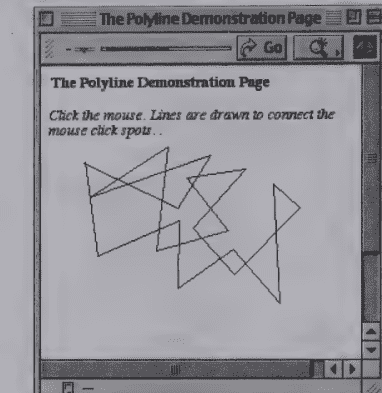 The Polyline Demonstration Page
Go
The Polyline Demonstration Page
Click the mouse. Lines are drawn to connect the
mouse click spots. .